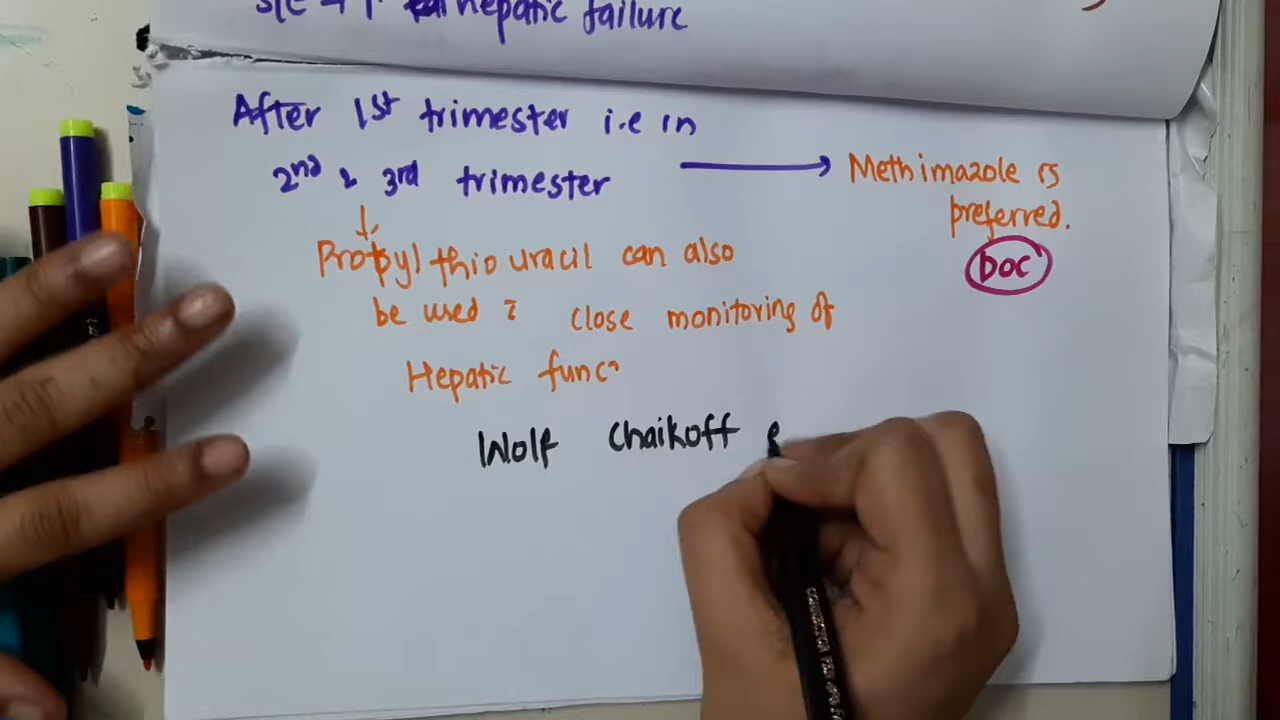 S/E → ↑ hepatic failure
After 1st trimester i.e in
2nd & 3rd trimester → Methimazole is
preferred.
DOC
↓
Propyl thio uracil can also
be used c̄ close monitoring of
Hepatic func
Wolf Chaikoff e